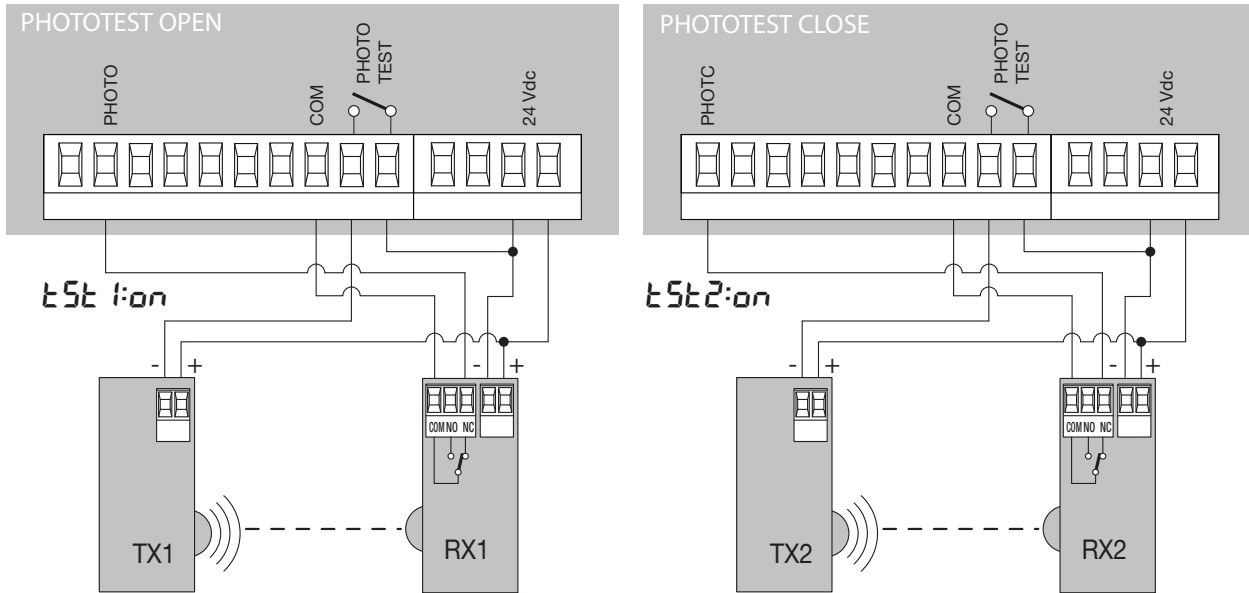 PHOTOTEST OPEN
PHOTO
COM
PHOTO
TEST
24 Vdc
tSt 1:on
- +
- +
COM NO NC
TX1
RX1
PHOTOTEST CLOSE
PHOTC
COM
PHOTO
TEST
24 Vdc
tSt2:on
- +
- +
COM NO NC
TX2
RX2